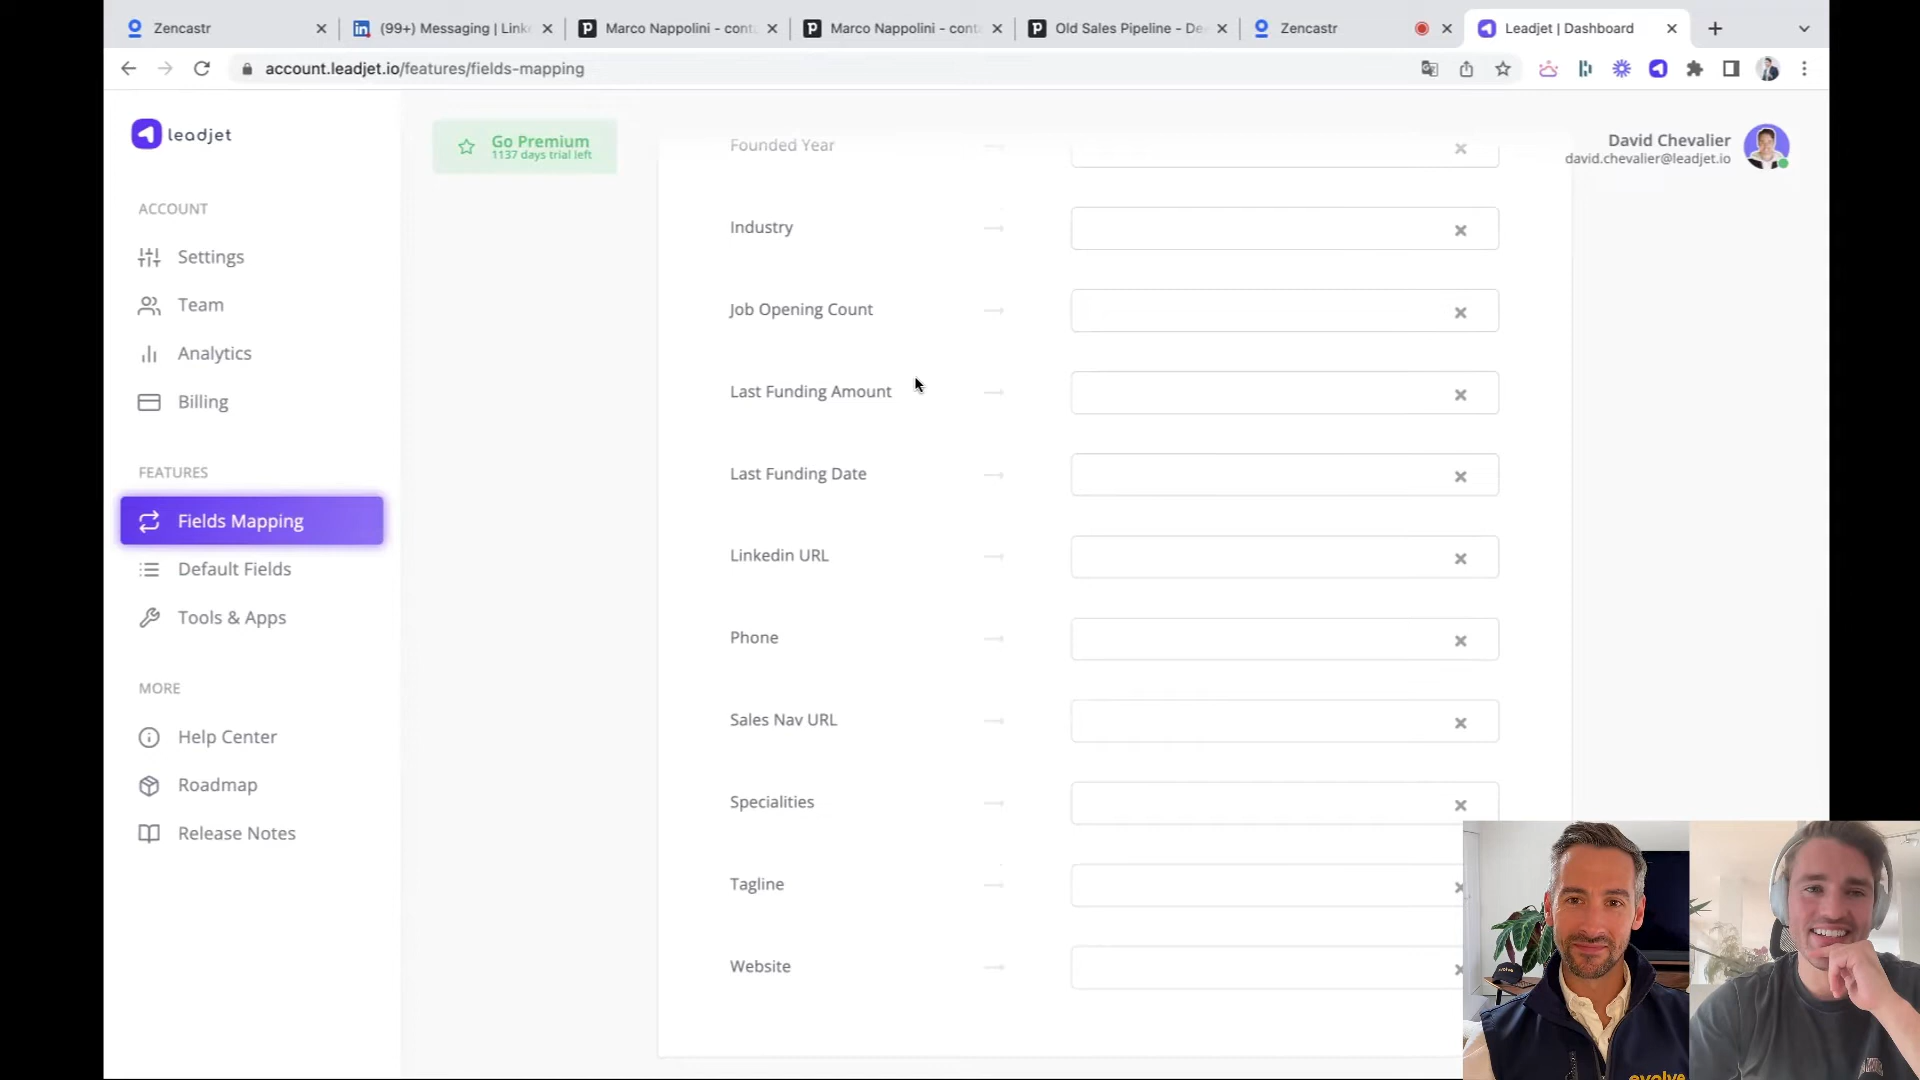 Zencastr
(99+) Messaging | Link
Marco Nappolini - cont
Marco Nappolini - cont
Old Sales Pipeline - De
Zencastr
Leadjet | Dashboard
account.leadjet.io/features/fields-mapping
leadjet
Go Premium
1137 days trial left
David Chevalier
david.chevalier@leadjet.io
ACCOUNT
Settings
Team
Analytics
Billing
FEATURES
Fields Mapping
Default Fields
Tools & Apps
MORE
Help Center
Roadmap
Release Notes
Founded Year
Industry
Job Opening Count
Last Funding Amount
Last Funding Date
Linkedin URL
Phone
Sales Nav URL
Specialities
Tagline
Website
evolve